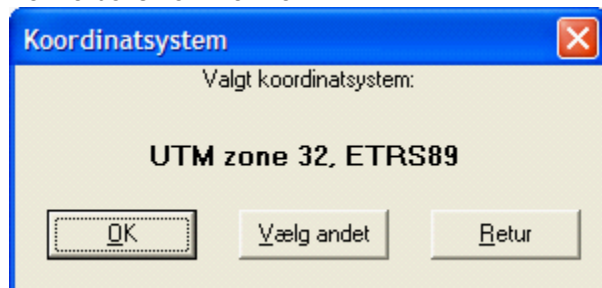 Koordinatsystem
Valgt koordinatsystem:
UTM zone 32, ETRS89
OK Vælg andet Retur